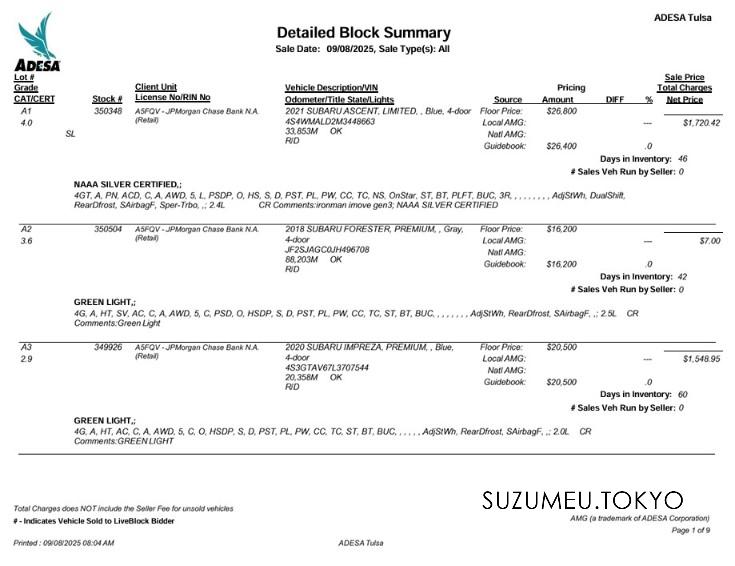 ADESA Tulsa
ADESA
Detailed Block Summary
Sale Date: 09/08/2025, Sale Type(s): All
Lot #
Grade
CAT/CERT Stock # Client Unit
License No/RIN No Vehicle Description/VIN
Odometer/Title State/Lights Source Pricing
Amount DIFF % Sale Price
Total Charges
Net Price
A1 350348 A5FQV - JPMorgan Chase Bank N.A. 2021 SUBARU ASCENT, LIMITED, , Blue, 4-door Floor Price: $26,800
4.0 (Retail) 4S4WMALD2M3448663 Local AMG: --- $1,720.42
SL 33,853M OK Natl AMG:
R/D Guidebook: $26,400 .0
Days in Inventory: 46
# Sales Veh Run by Seller: 0
NAAA SILVER CERTIFIED,;
4GT, A, PN, ACD, C, A, AWD, 5, L, PSDP, O, HS, S, D, PST, PL, PW, CC, TC, NS, OnStar, ST, BT, PLFT, BUC, 3R, , , , , , , , , AdjStWh, DualShift,
RearDfrost, SAirbagF, Sper-Trbo, ,; 2.4L CR Comments:ironman imove gen3; NAAA SILVER CERTIFIED
A2 350504 A5FQV - JPMorgan Chase Bank N.A. 2018 SUBARU FORESTER, PREMIUM, , Gray, Floor Price: $16,200
3.6 (Retail) 4-door Local AMG: --- $7.00
JF2SJAGC0JH496708 Natl AMG:
88,203M OK Guidebook: $16,200 .0
R/D Days in Inventory: 42
# Sales Veh Run by Seller: 0
GREEN LIGHT,;
4G, A, HT, SV, AC, C, A, AWD, 5, C, PSD, O, HSDP, S, D, PST, PL, PW, CC, TC, ST, BT, BUC, , , , , , , AdjStWh, RearDfrost, SAirbagF, ,; 2.5L CR
Comments:Green Light
A3 349926 A5FQV - JPMorgan Chase Bank N.A. 2020 SUBARU IMPREZA, PREMIUM, , Blue, Floor Price: $20,500
2.9 (Retail) 4-door Local AMG: --- $1,548.95
4S3GTAV67L3707544 Natl AMG:
20,358M OK Guidebook: $20,500 .0
R/D Days in Inventory: 60
# Sales Veh Run by Seller: 0
GREEN LIGHT,;
4G, A, HT, AC, C, A, AWD, 5, C, O, HSDP, S, D, PST, PL, PW, CC, TC, ST, BT, BUC, , , , , , AdjStWh, RearDfrost, SAirbagF, ,; 2.0L CR
Comments:GREEN LIGHT
SUZUMEU.TOKYO
Total Charges does NOT include the Seller Fee for unsold vehicles
# - Indicates Vehicle Sold to LiveBlock Bidder AMG (a trademark of ADESA Corporation)
Page 1 of 9
Printed : 09/08/2025 08:04 AM ADESA Tulsa